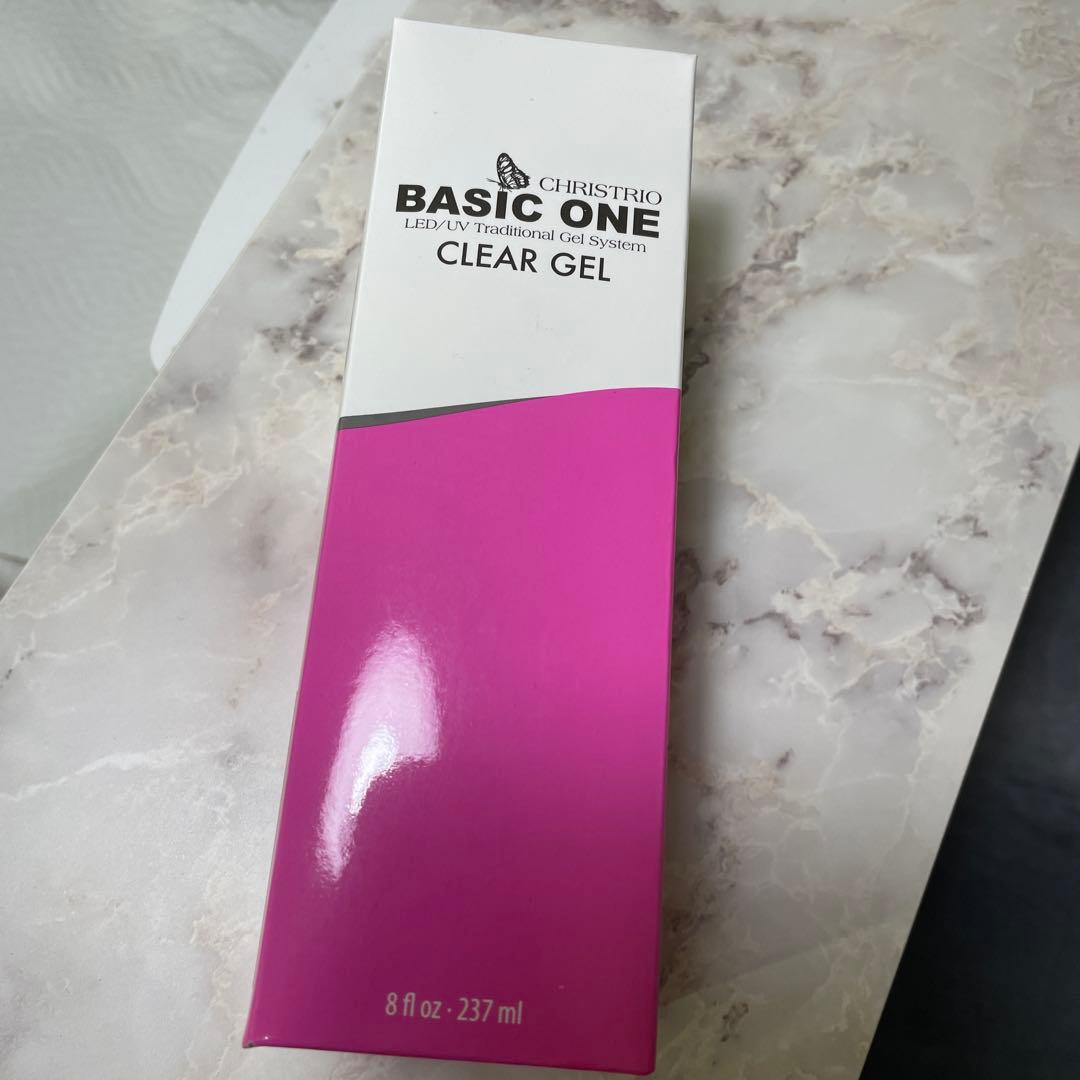 CHRISTRIO
BASIC ONE
LED/UV Traditional Gel System
CLEAR GEL
8 fl oz · 237 ml